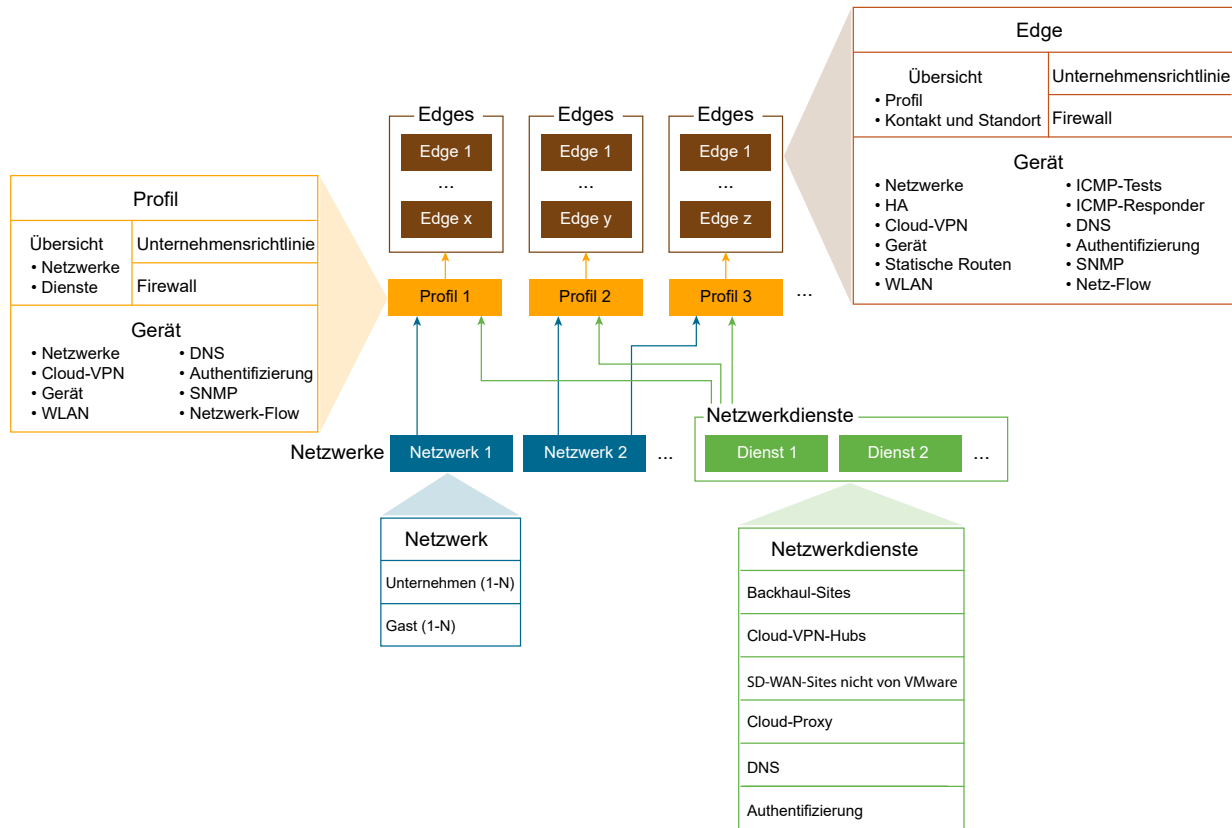 Edge
Übersicht
• Profil
• Kontakt und Standort
Unternehmensrichtlinie
Firewall
Gerät
• Netzwerke
• HA
• Cloud-VPN
• Gerät
• Statische Routen
• WLAN
• ICMP-Tests
• ICMP-Responder
• DNS
• Authentifizierung
• SNMP
• Netz-Flow
Edges
Edge 1
...
Edge x
Edges
Edge 1
...
Edge y
Edges
Edge 1
...
Edge z
Profil
Übersicht
• Netzwerke
• Dienste
Unternehmensrichtlinie
Firewall
Gerät
• Netzwerke
• Cloud-VPN
• Gerät
• WLAN
• DNS
• Authentifizierung
• SNMP
• Netzwerk-Flow
Profil 1
Profil 2
Profil 3
...
Netzwerke
Netzwerk 1
Netzwerk 2
...
Netzwerkdienste
Dienst 1
Dienst 2
...
Netzwerk
Unternehmen (1-N)
Gast (1-N)
Netzwerkdienste
Backhaul-Sites
Cloud-VPN-Hubs
SD-WAN-Sites nicht von VMware
Cloud-Proxy
DNS
Authentifizierung